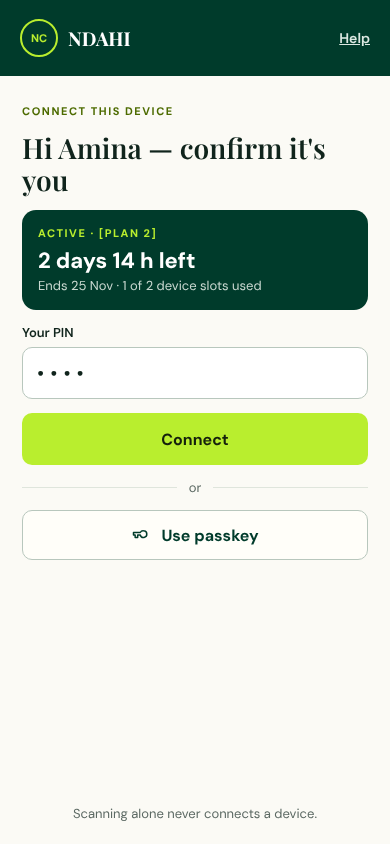 NC
NDAHI
Help
CONNECT THIS DEVICE
Hi Amina — confirm it's
you
ACTIVE · [PLAN 2]
2 days 14 h left
Ends 25 Nov · 1 of 2 device slots used
Your PIN
• • • •
Connect
or
Use passkey
Scanning alone never connects a device.